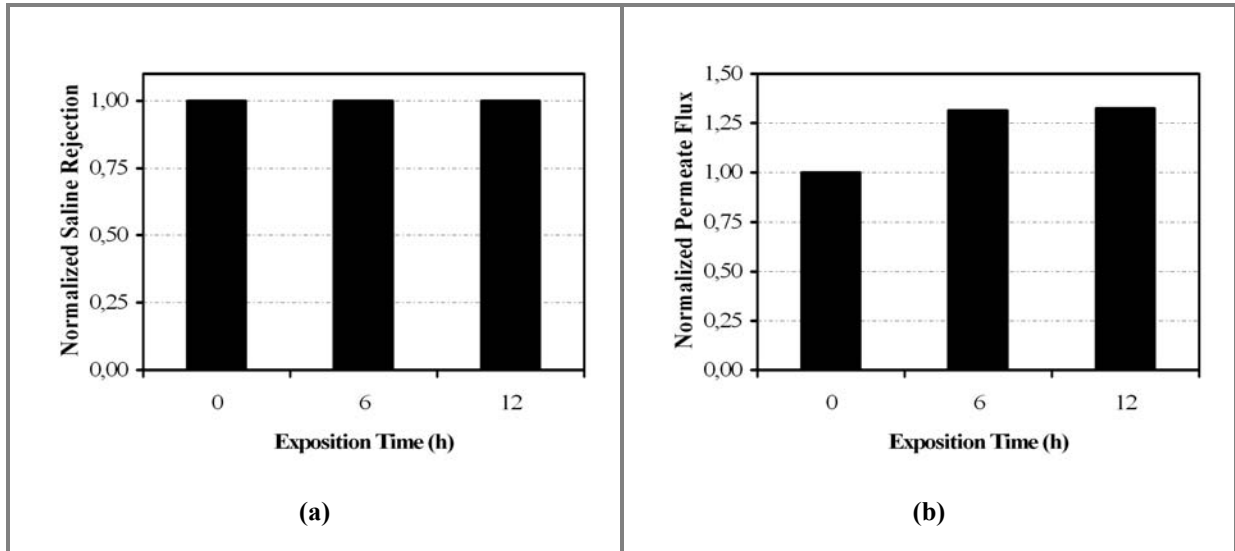 Normalized Saline Rejection
1,00
0,75
0,50
0,25
0,00
0 6 12
Exposition Time (h)
(a)
Normalized Permeate Flux
1,50
1,25
1,00
0,75
0,50
0,25
0,00
0 6 12
Exposition Time (h)
(b)